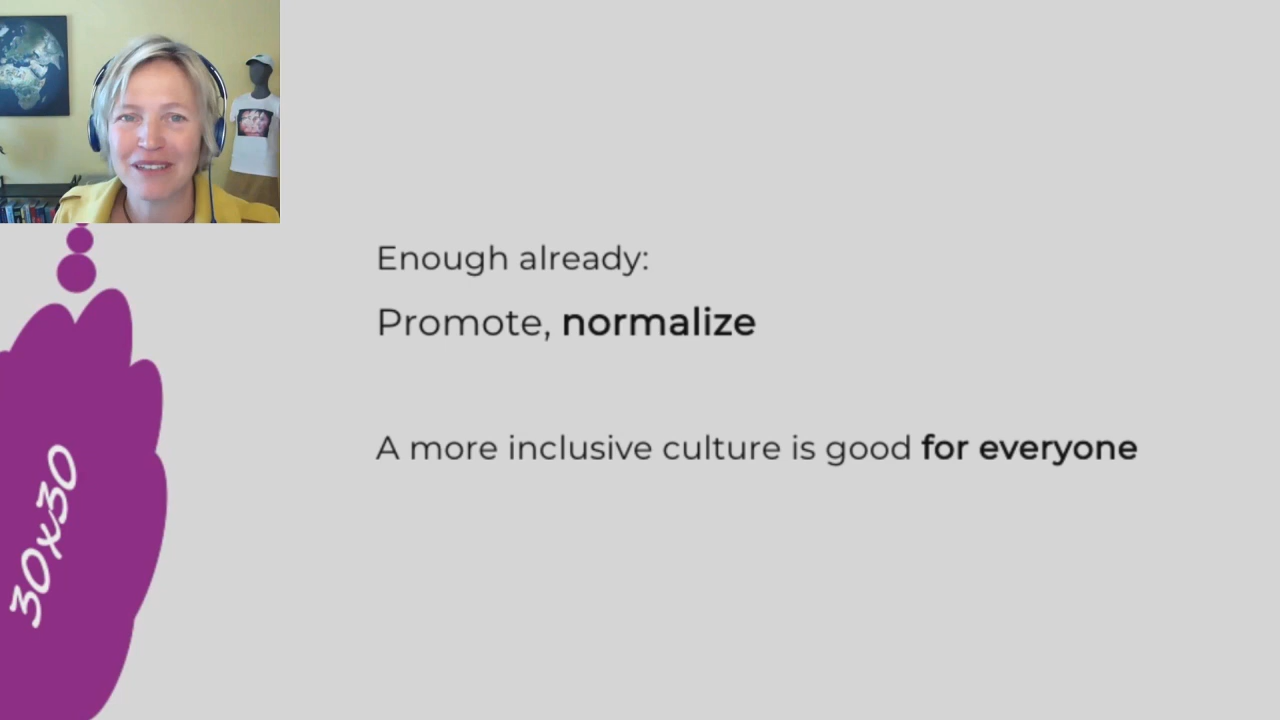 Enough already:
Promote, normalize
A more inclusive culture is good for everyone
30x30